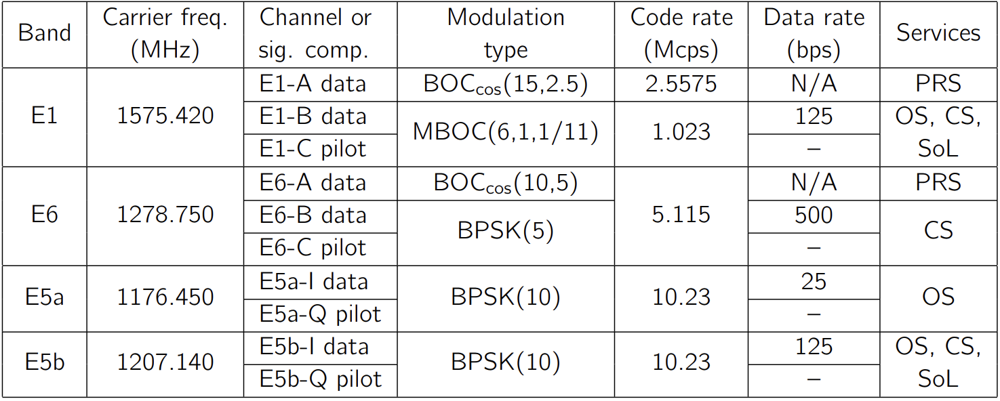 Band | Carrier freq. (MHz) | Channel or sig. comp. | Modulation type | Code rate (Mcps) | Data rate (bps) | Services
E1 | 1575.420 | E1-A data | BOCcos(15,2.5) | 2.5575 | N/A | PRS
E1-B data | MBOC(6,1,1/11) | 1.023 | 125 | OS, CS, SoL
E1-C pilot | –
E6 | 1278.750 | E6-A data | BOCcos(10,5) | 5.115 | N/A | PRS
E6-B data | BPSK(5) | 500 | CS
E6-C pilot | –
E5a | 1176.450 | E5a-I data | BPSK(10) | 10.23 | 25 | OS
E5a-Q pilot | –
E5b | 1207.140 | E5b-I data | BPSK(10) | 10.23 | 125 | OS, CS, SoL
E5b-Q pilot | –